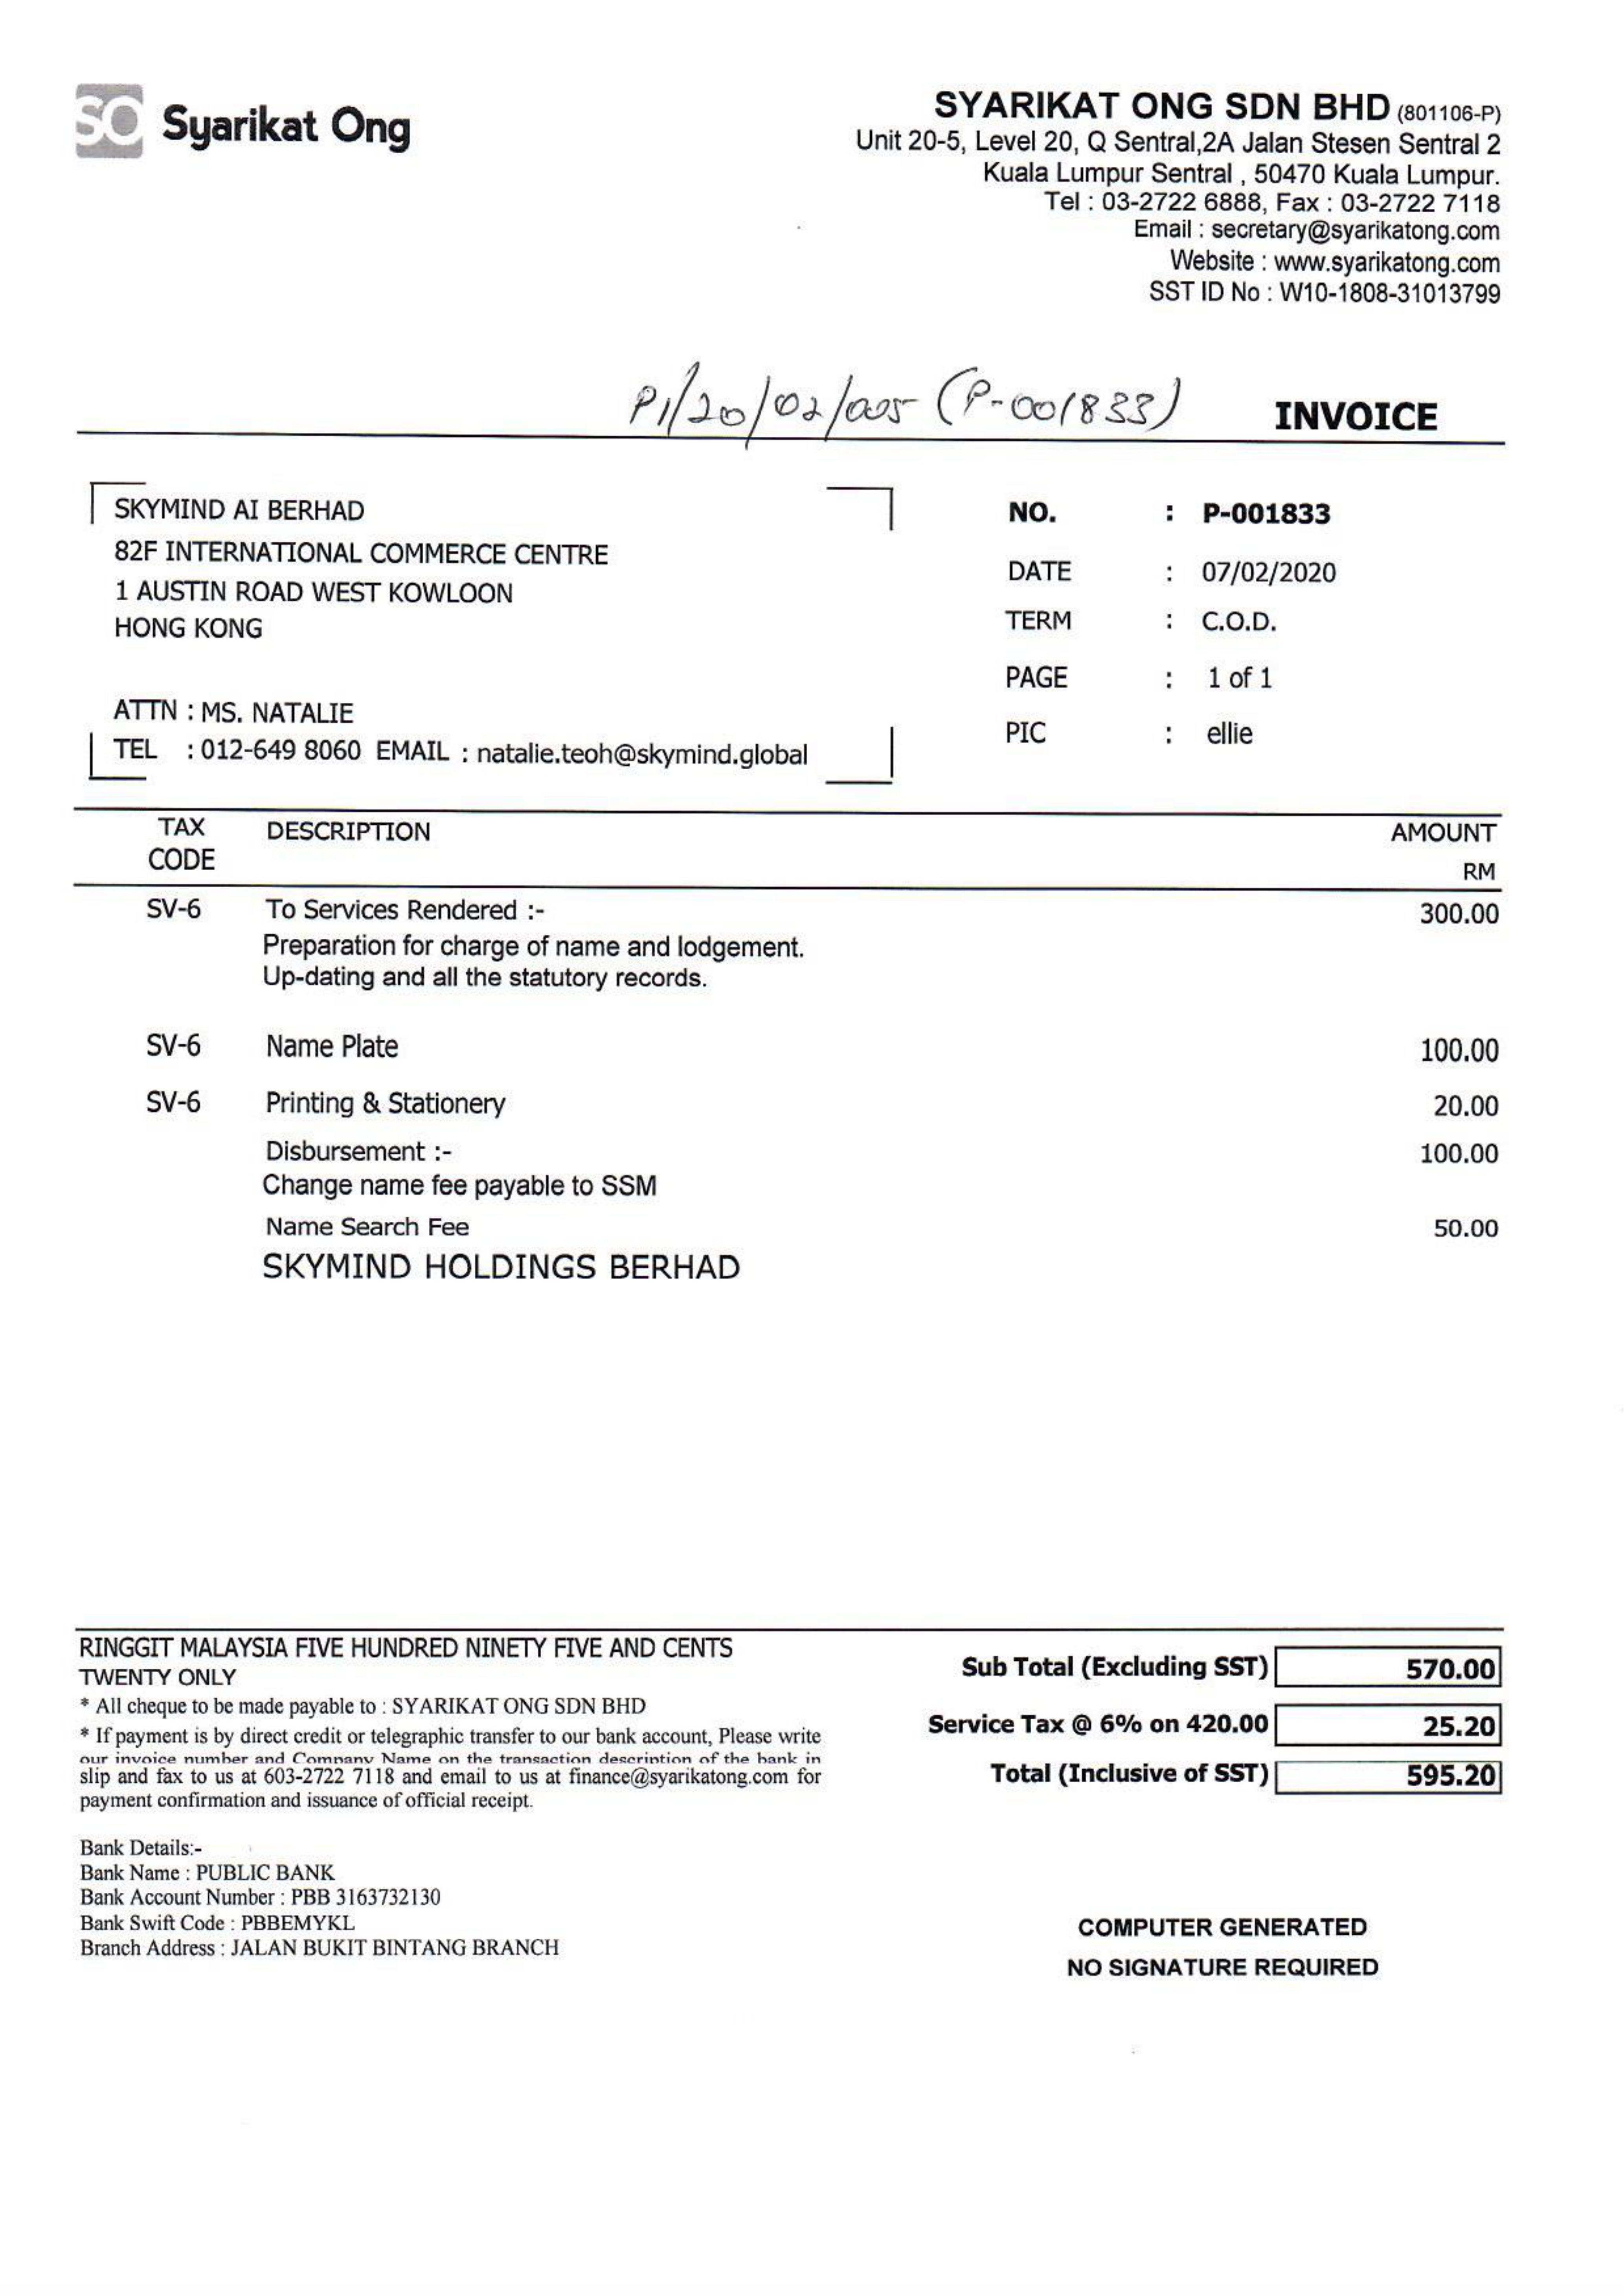 SO Syarikat Ong
SYARIKAT ONG SDN BHD (801106-P)
Unit 20-5, Level 20, Q Sentral,2A Jalan Stesen Sentral 2
Kuala Lumpur Sentral , 50470 Kuala Lumpur.
Tel : 03-2722 6888, Fax : 03-2722 7118
Email : secretary@syarikatong.com
Website : www.syarikatong.com
SST ID No : W10-1808-31013799
PI/20/02/005 (P-001833) INVOICE
SKYMIND AI BERHAD
82F INTERNATIONAL COMMERCE CENTRE
1 AUSTIN ROAD WEST KOWLOON
HONG KONG
ATTN : MS. NATALIE
TEL : 012-649 8060 EMAIL : natalie.teoh@skymind.global
NO. : P-001833
DATE : 07/02/2020
TERM : C.O.D.
PAGE : 1 of 1
PIC : ellie
TAX CODE DESCRIPTION AMOUNT
RM
SV-6 To Services Rendered :- 300.00
Preparation for charge of name and lodgement.
Up-dating and all the statutory records.
SV-6 Name Plate 100.00
SV-6 Printing & Stationery 20.00
Disbursement :- 100.00
Change name fee payable to SSM
Name Search Fee 50.00
SKYMIND HOLDINGS BERHAD
RINGGIT MALAYSIA FIVE HUNDRED NINETY FIVE AND CENTS
TWENTY ONLY
* All cheque to be made payable to : SYARIKAT ONG SDN BHD
* If payment is by direct credit or telegraphic transfer to our bank account, Please write
our invoice number and Company Name on the transaction description of the bank in
slip and fax to us at 603-2722 7118 and email to us at finance@syarikatong.com for
payment confirmation and issuance of official receipt.
Sub Total (Excluding SST) 570.00
Service Tax @ 6% on 420.00 25.20
Total (Inclusive of SST) 595.20
Bank Details:-
Bank Name : PUBLIC BANK
Bank Account Number : PBB 3163732130
Bank Swift Code : PBBEMYKL
Branch Address : JALAN BUKIT BINTANG BRANCH
COMPUTER GENERATED
NO SIGNATURE REQUIRED